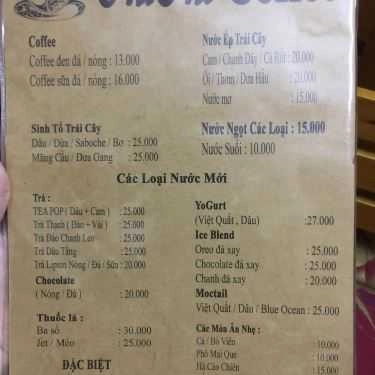 Coffee
Coffee đen đá / nóng : 13.000
Coffee sữa đá / nóng : 16.000
Nước Ép Trái Cây
Cam / Chanh Dây / Cà Rốt : 20.000
Ổi / Thơm / Dưa Hấu : 20.000
Nước mơ : 15.000
Sinh Tố Trái Cây
Dâu / Dừa / Saboche / Bơ : 25.000
Mãng Cầu / Dưa Gang : 25.000
Nước Ngọt Các Loại : 15.000
Nước Suối : 10.000
Các Loại Nước Mới
Trà :
TEA POP ( Dâu + Cam ) : 25.000
Trà Thạch ( Đào + Vải ) : 25.000
Trà Đào Chanh Leo : 25.000
Trà Dâu Tằng : 25.000
Trà Lipton Nóng / Đá / Sữa : 20.000
Chocolate
( Nóng / Đá ) : 20.000
Thuốc lá :
Ba số : 30.000
Jet / Mèo : 25.000
ĐẶC BIỆT
YoGurt
(Việt Quất , Dâu) :27.000
Ice Blend
Oreo đá xay : 25.000
Chocolate đá xay : 25.000
Chanh đá xay : 20.000
Moctail
Việt Quất / Dâu / Blue Ocean : 25.000
Các Món Ăn Nhẹ :
Cá / Bò Viên : 10.000
Phô Mai Que : 10.000
Há Cảo Chiên : 15.000